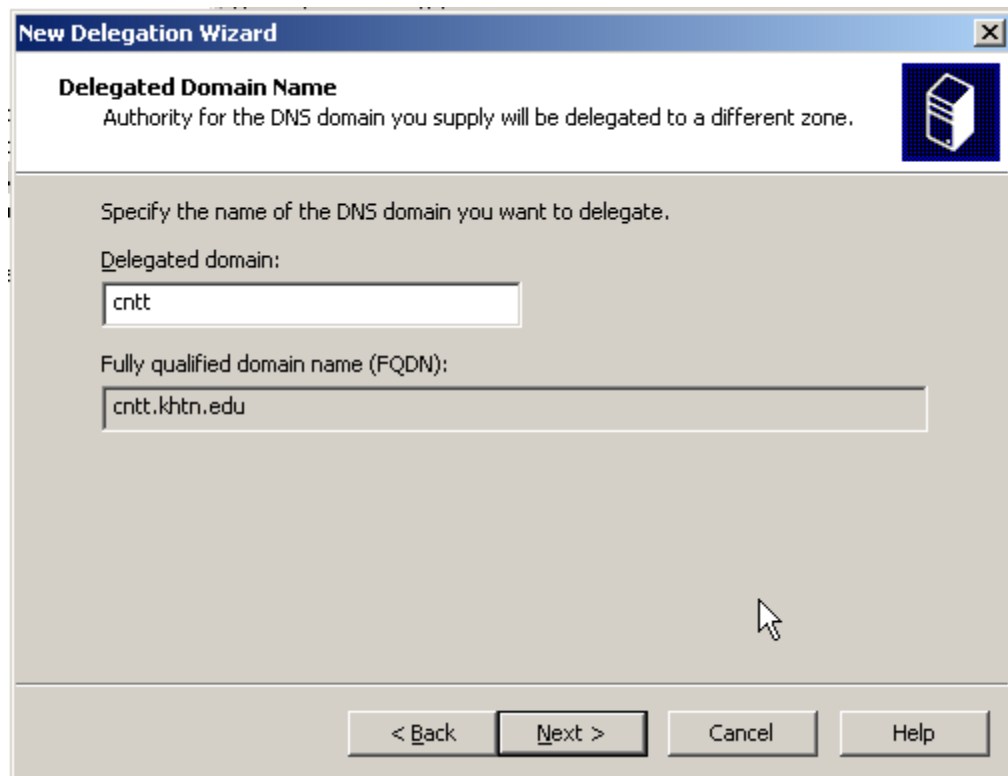 New Delegation Wizard
Delegated Domain Name
Authority for the DNS domain you supply will be delegated to a different zone.
Specify the name of the DNS domain you want to delegate.
Delegated domain:
cntt
Fully qualified domain name (FQDN):
cntt.khtn.edu
< Back
Next >
Cancel
Help